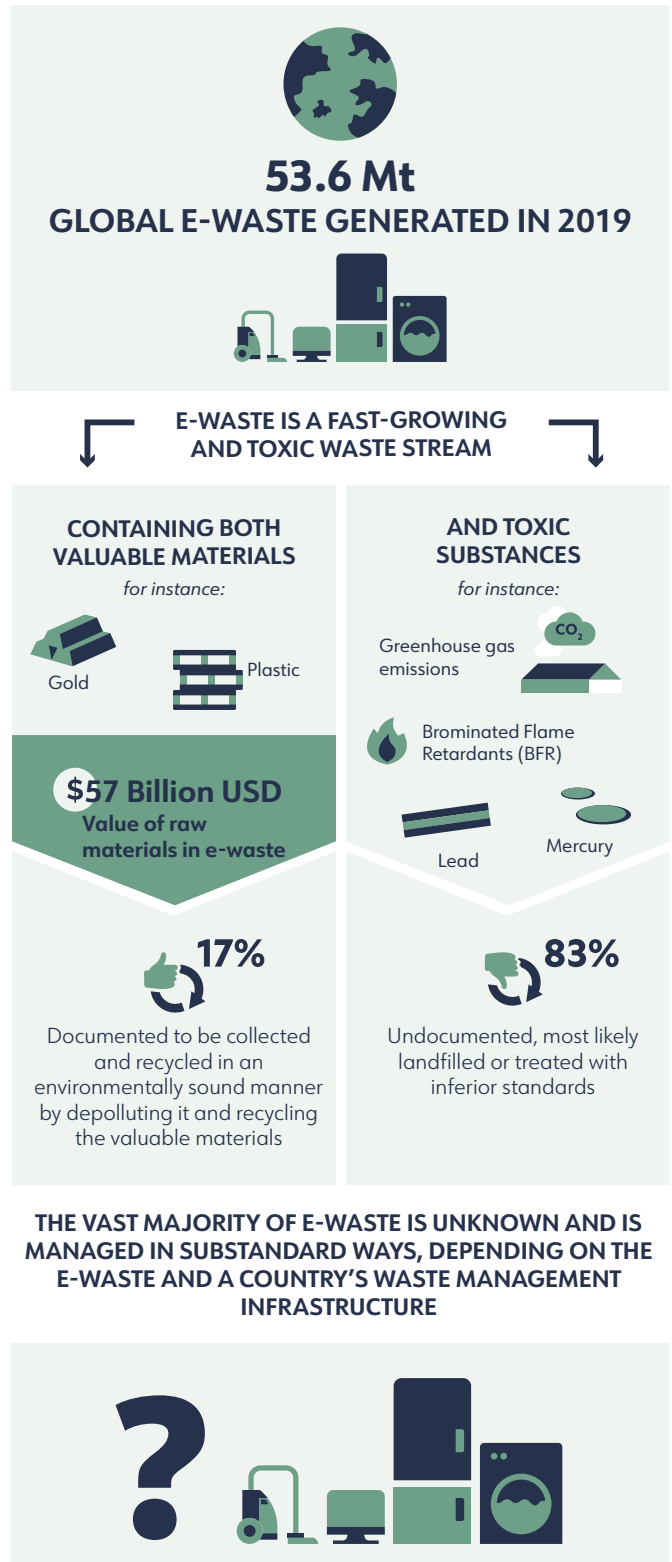 53.6 Mt
GLOBAL E-WASTE GENERATED IN 2019
E-WASTE IS A FAST-GROWING
AND TOXIC WASTE STREAM
CONTAINING BOTH
VALUABLE MATERIALS
for instance:
Gold
Plastic
$57 Billion USD
Value of raw
materials in e-waste
17%
Documented to be collected
and recycled in an
environmentally sound manner
by depolluting it and recycling
the valuable materials
AND TOXIC
SUBSTANCES
for instance:
CO₂
Greenhouse gas
emissions
Brominated Flame
Retardants (BFR)
Lead
Mercury
83%
Undocumented, most likely
landfilled or treated with
inferior standards
THE VAST MAJORITY OF E-WASTE IS UNKNOWN AND IS
MANAGED IN SUBSTANDARD WAYS, DEPENDING ON THE
E-WASTE AND A COUNTRY’S WASTE MANAGEMENT
INFRASTRUCTURE
?